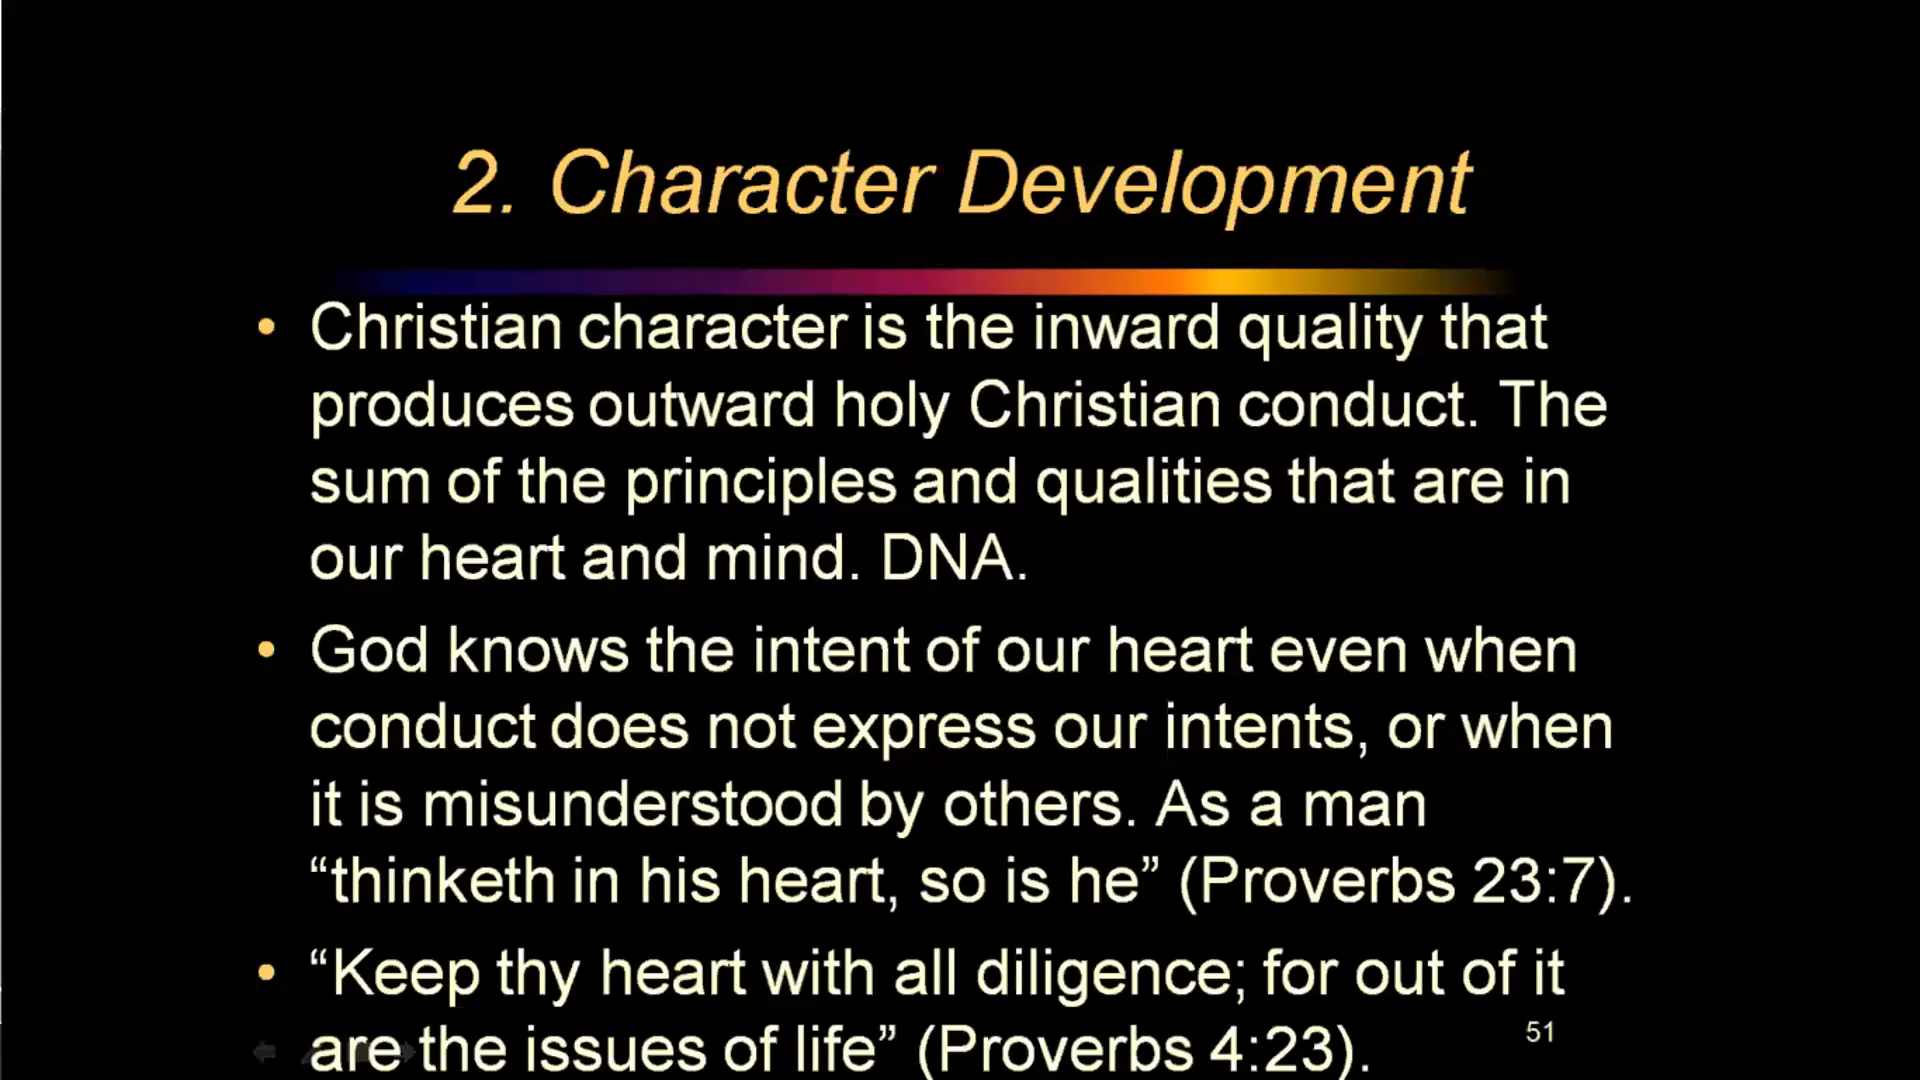 2. Character Development
• Christian character is the inward quality that
produces outward holy Christian conduct. The
sum of the principles and qualities that are in
our heart and mind. DNA.
• God knows the intent of our heart even when
conduct does not express our intents, or when
it is misunderstood by others. As a man
“thinketh in his heart, so is he” (Proverbs 23:7).
• “Keep thy heart with all diligence; for out of it
are the issues of life” (Proverbs 4:23).
51